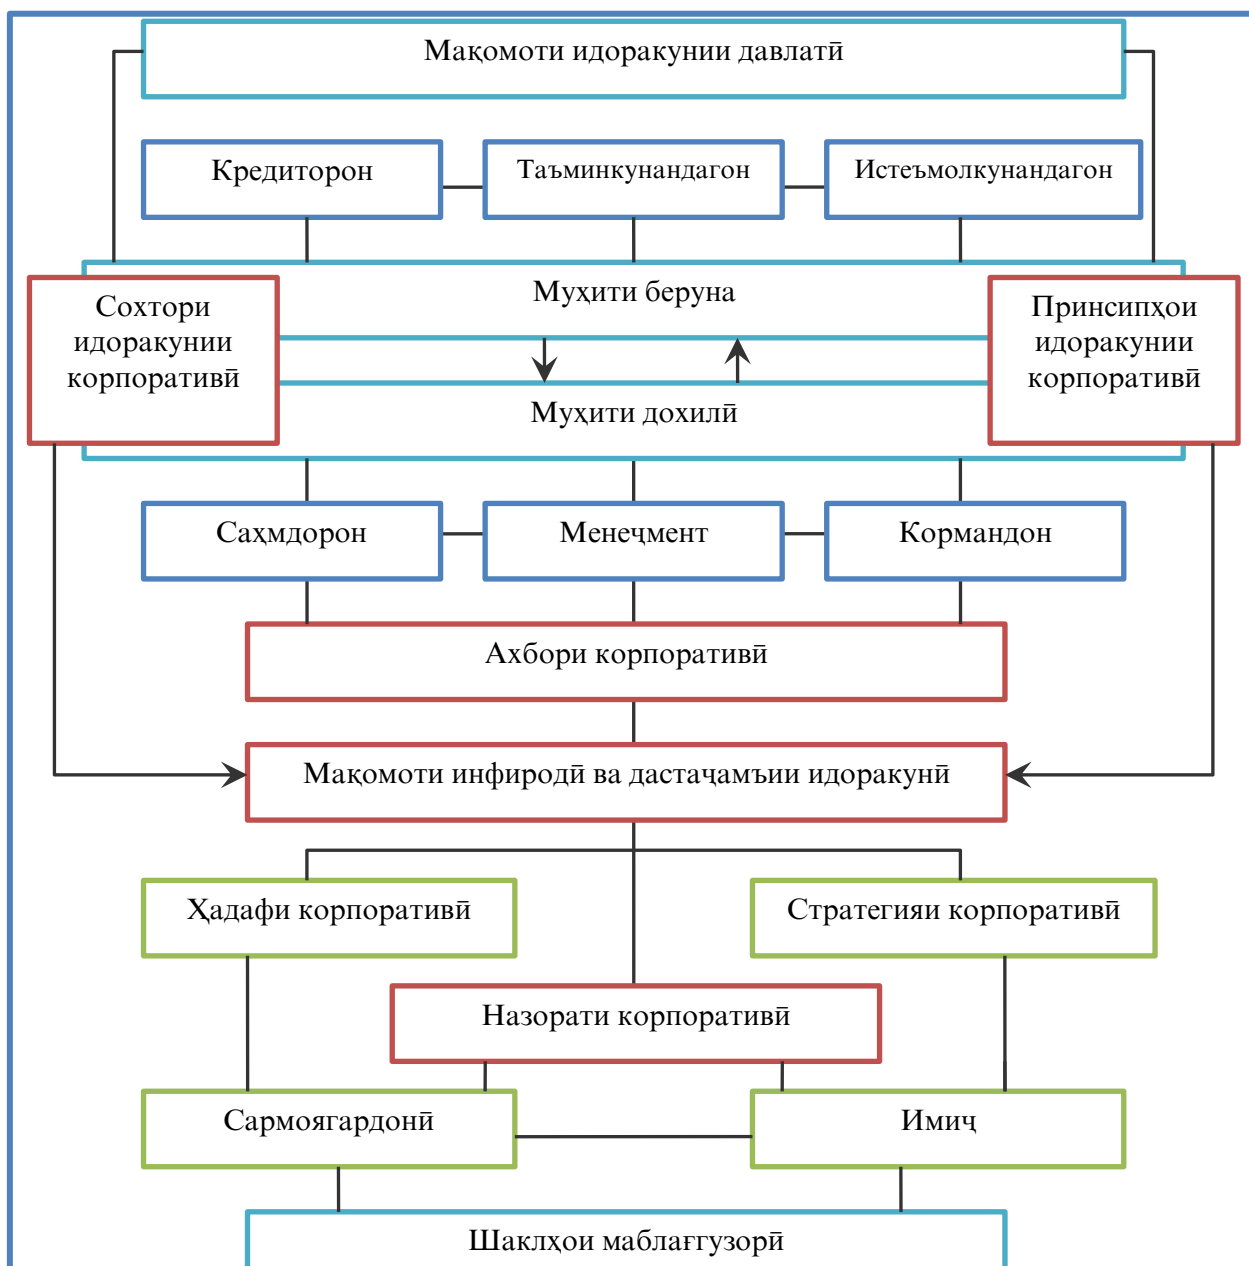 Мақомоти идоракунии давлатӣ
Кредиторон
Таъминкунандагон
Истеъмолкунандагон
Муҳити беруна
Сохтори
идоракунии
корпоративӣ
Принсипҳои
идоракунии
корпоративӣ
Муҳити дохилӣ
Саҳмдорон
Менеҷмент
Кормандон
Ахбори корпоративӣ
Мақомоти инфиродӣ ва дастаҷамъии идоракунӣ
Ҳадафи корпоративӣ
Стратегияи корпоративӣ
Назорати корпоративӣ
Сармоягардонӣ
Имиҷ
Шаклҳои маблағгузорӣ